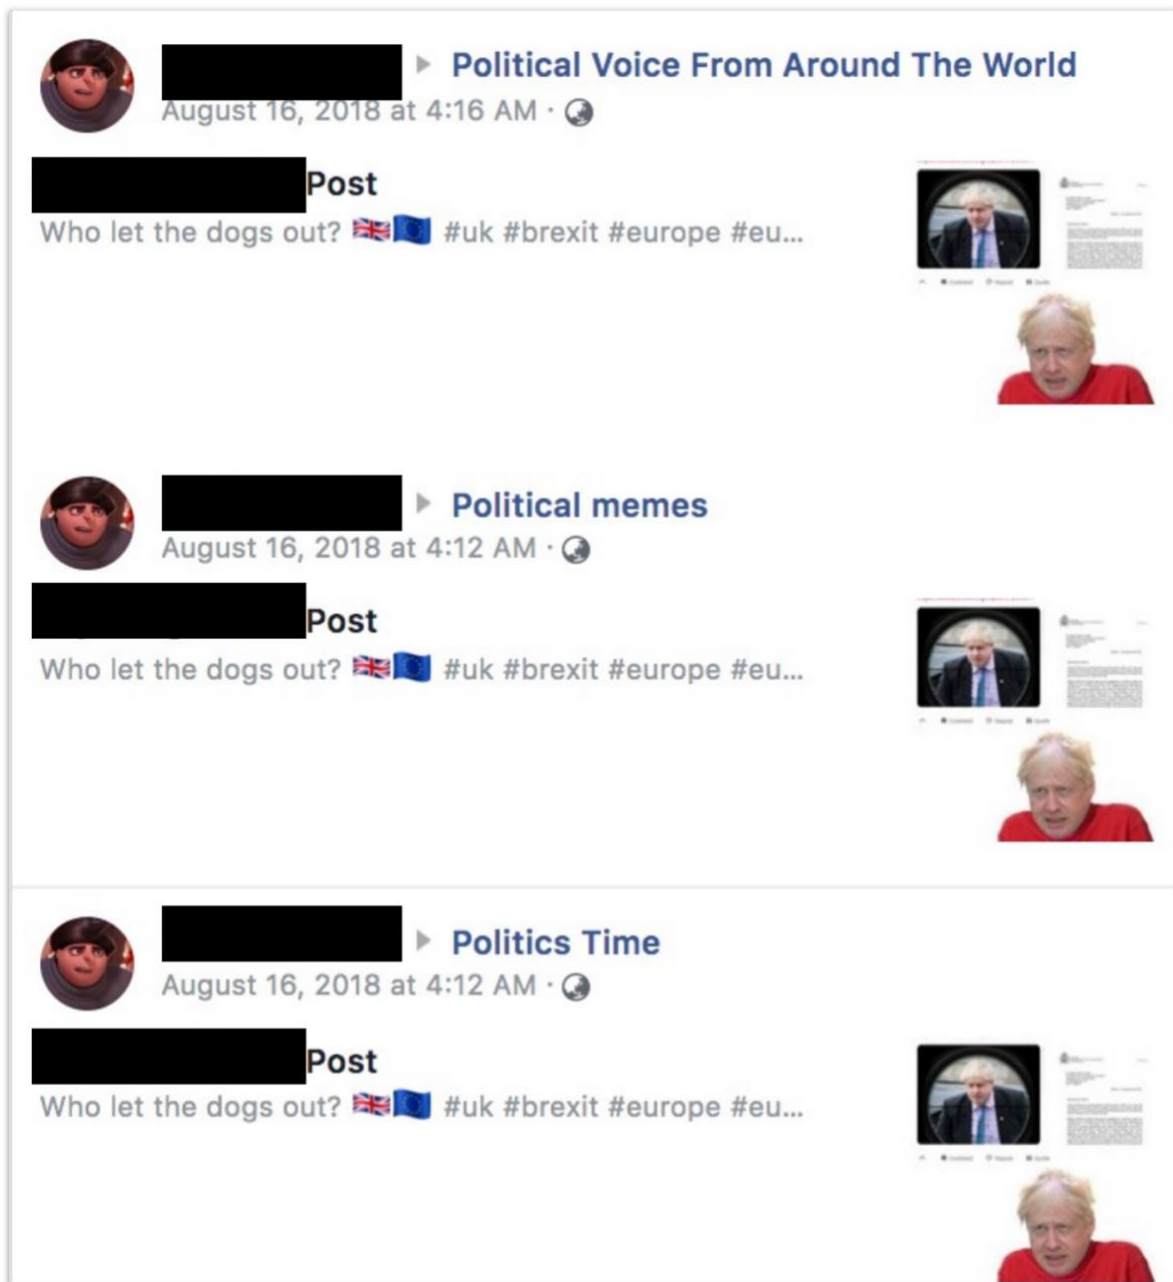 Political Voice From Around The World
August 16, 2018 at 4:16 AM ·
Post
Who let the dogs out? 🇬🇧🇪🇺 #uk #brexit #europe #eu...
Political memes
August 16, 2018 at 4:12 AM ·
Post
Who let the dogs out? 🇬🇧🇪🇺 #uk #brexit #europe #eu...
Politics Time
August 16, 2018 at 4:12 AM ·
Post
Who let the dogs out? 🇬🇧🇪🇺 #uk #brexit #europe #eu...